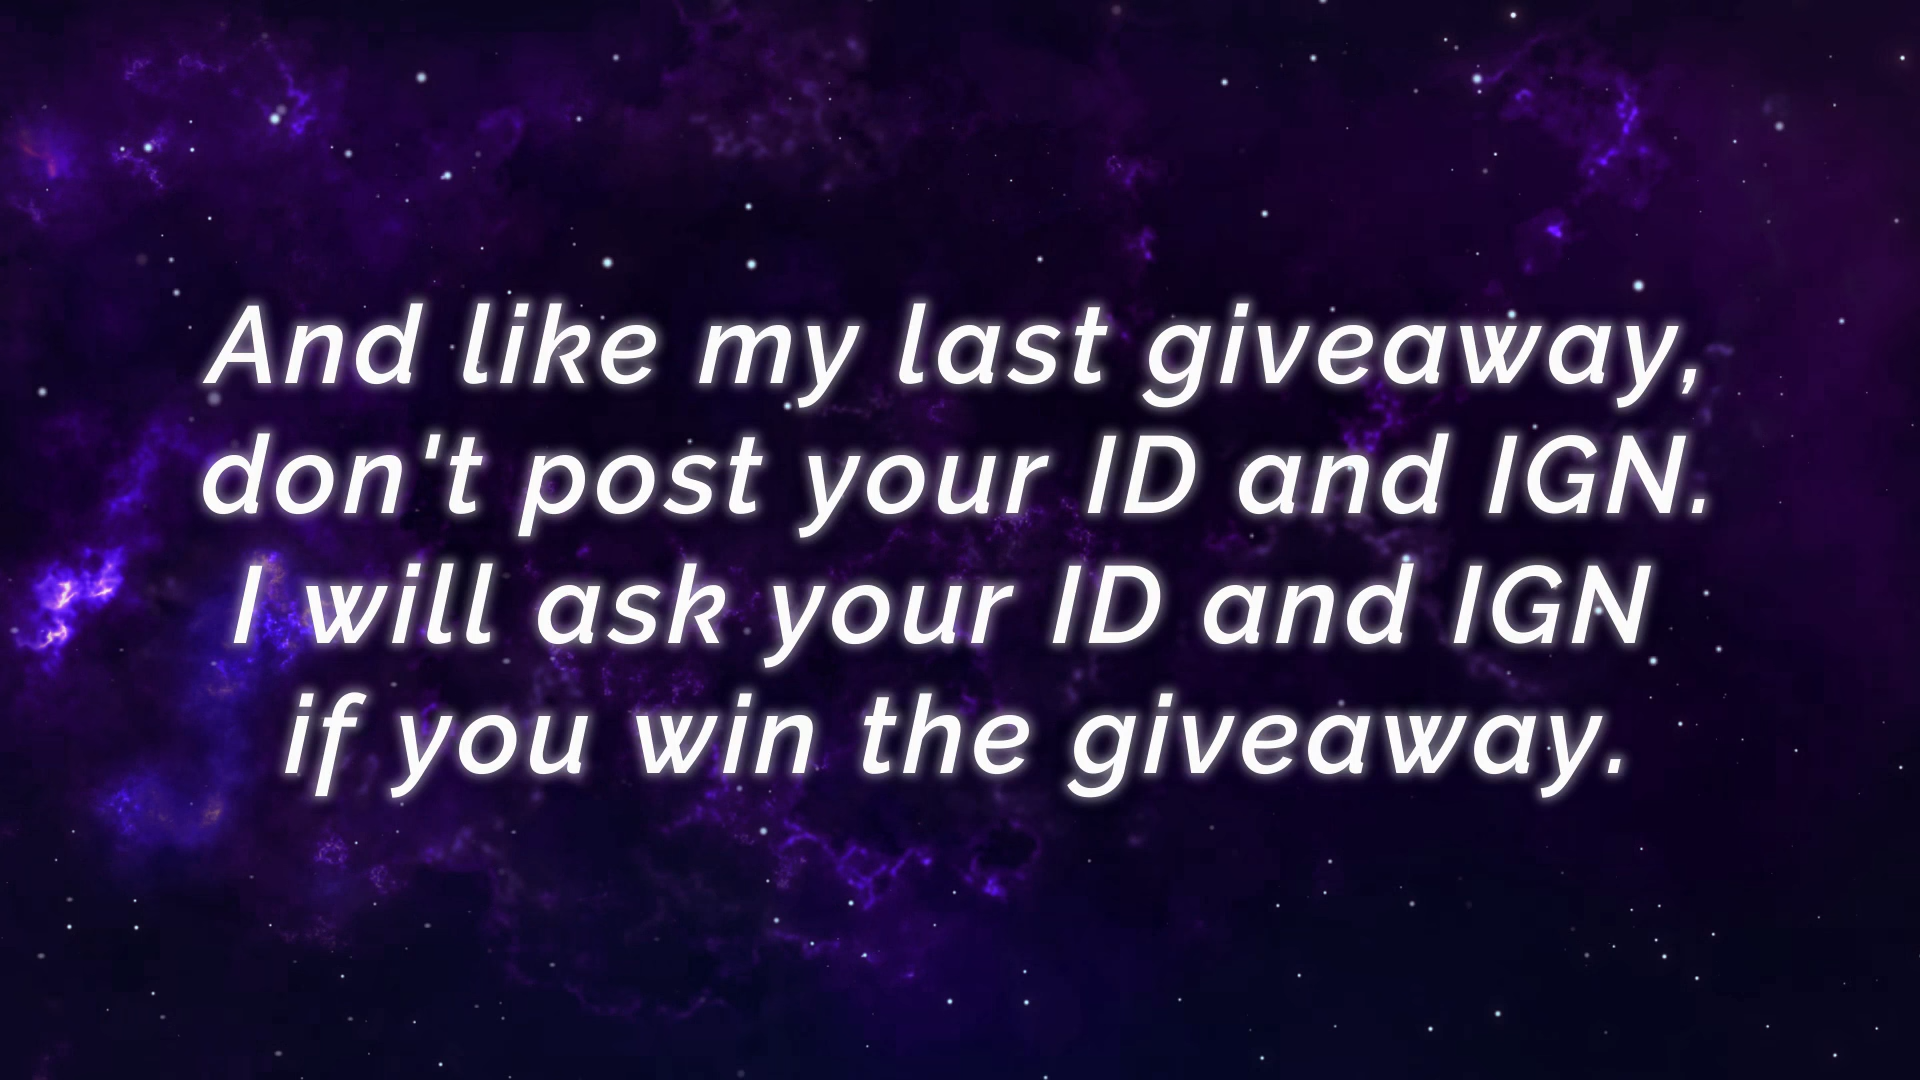 And like my last giveaway,
don't post your ID and IGN.
I will ask your ID and IGN
if you win the giveaway.